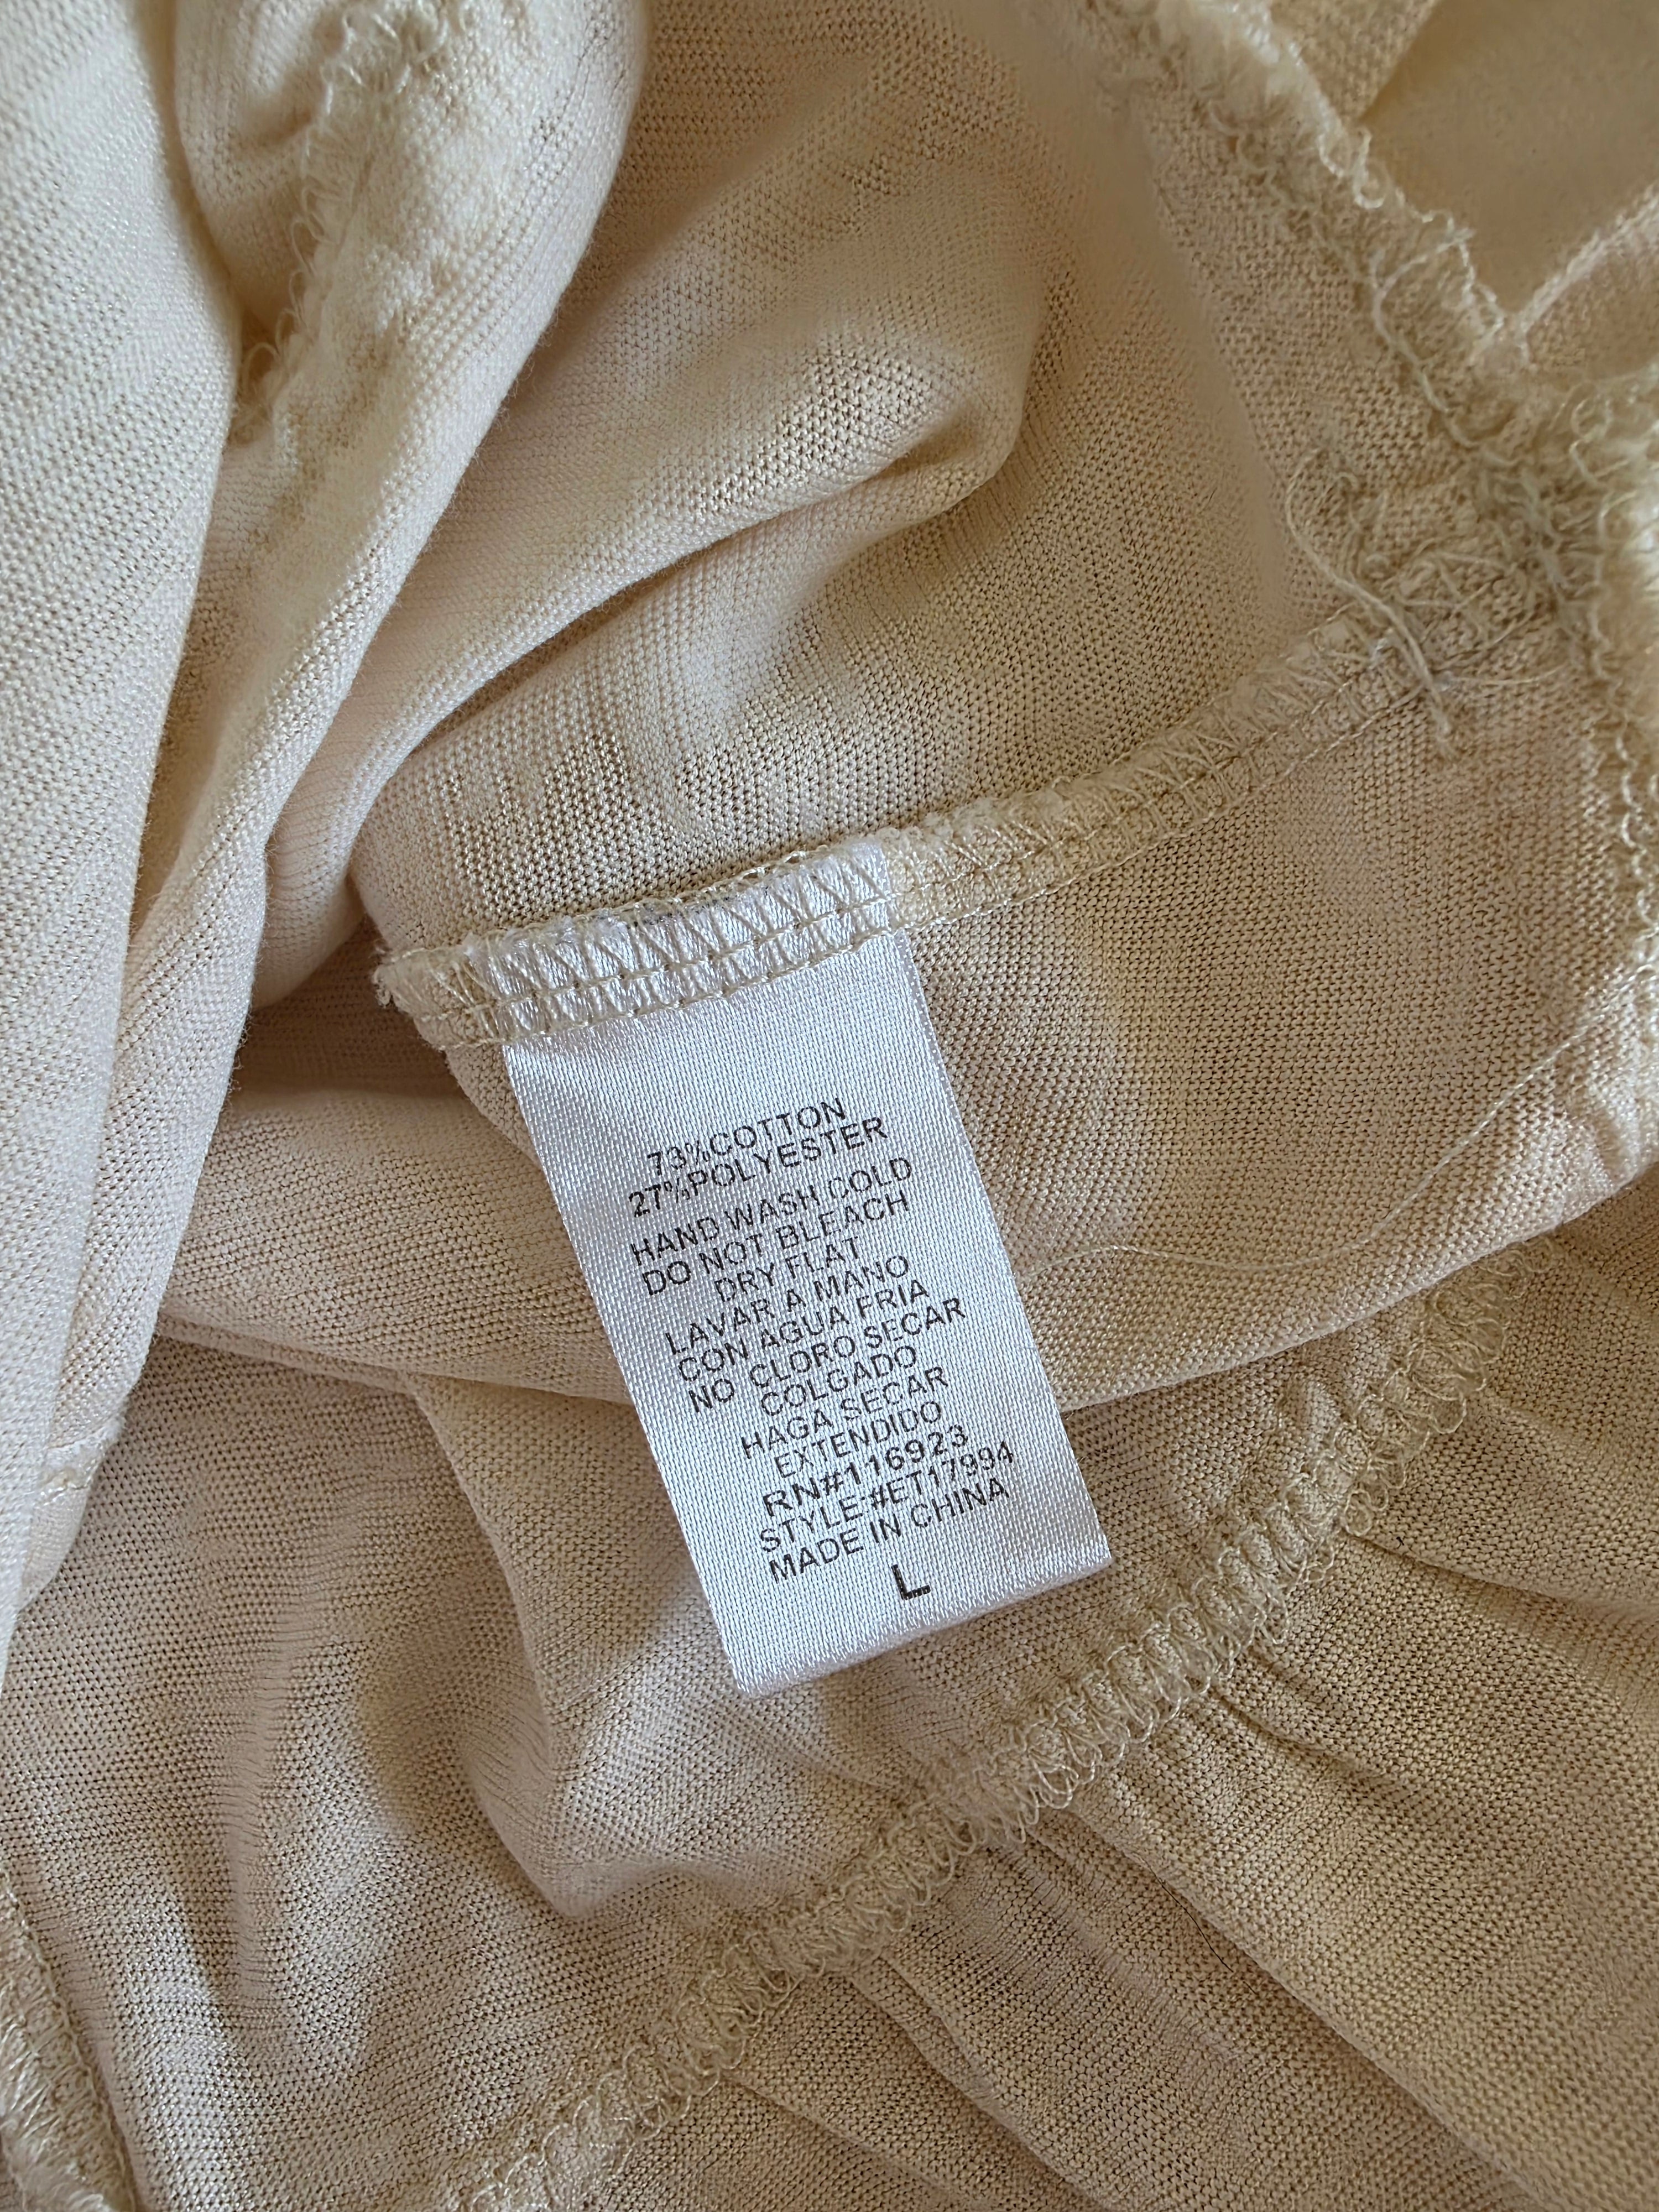 73%COTTON
27%POLYESTER
HAND WASH COLD
DO NOT BLEACH
DRY FLAT
LAVAR A MANO
CON AGUA FRIA
NO CLORO SECAR
COLGADO
HAGA SECAR
EXTENDIDO
RN#116923
STYLE#ET17994
MADE IN CHINA
L